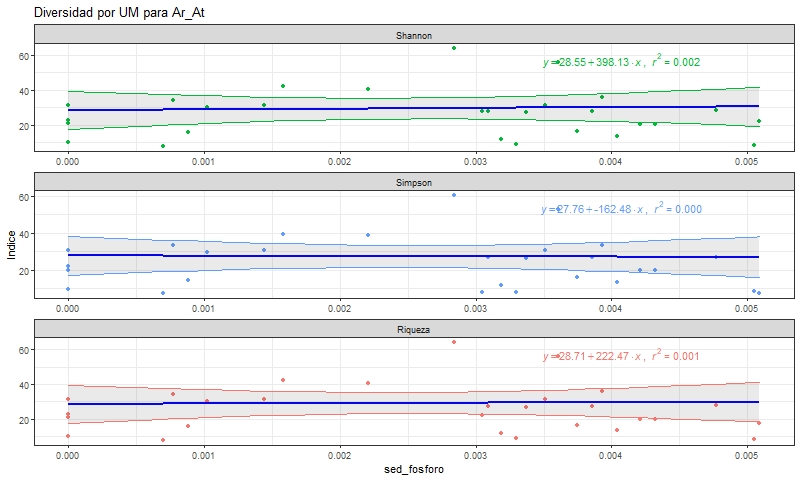 Diversidad por UM para Ar_At
Shannon
y = 28.55 + 398.13 · x , r² = 0.002
60
40
20
0.000 0.001 0.002 0.003 0.004 0.005
Simpson
y = 27.76 + -162.48 · x , r² = 0.000
60
40
20
0.000 0.001 0.002 0.003 0.004 0.005
Riqueza
y = 28.71 + 222.47 · x , r² = 0.001
60
40
20
0.000 0.001 0.002 0.003 0.004 0.005
Indice
sed_fosforo